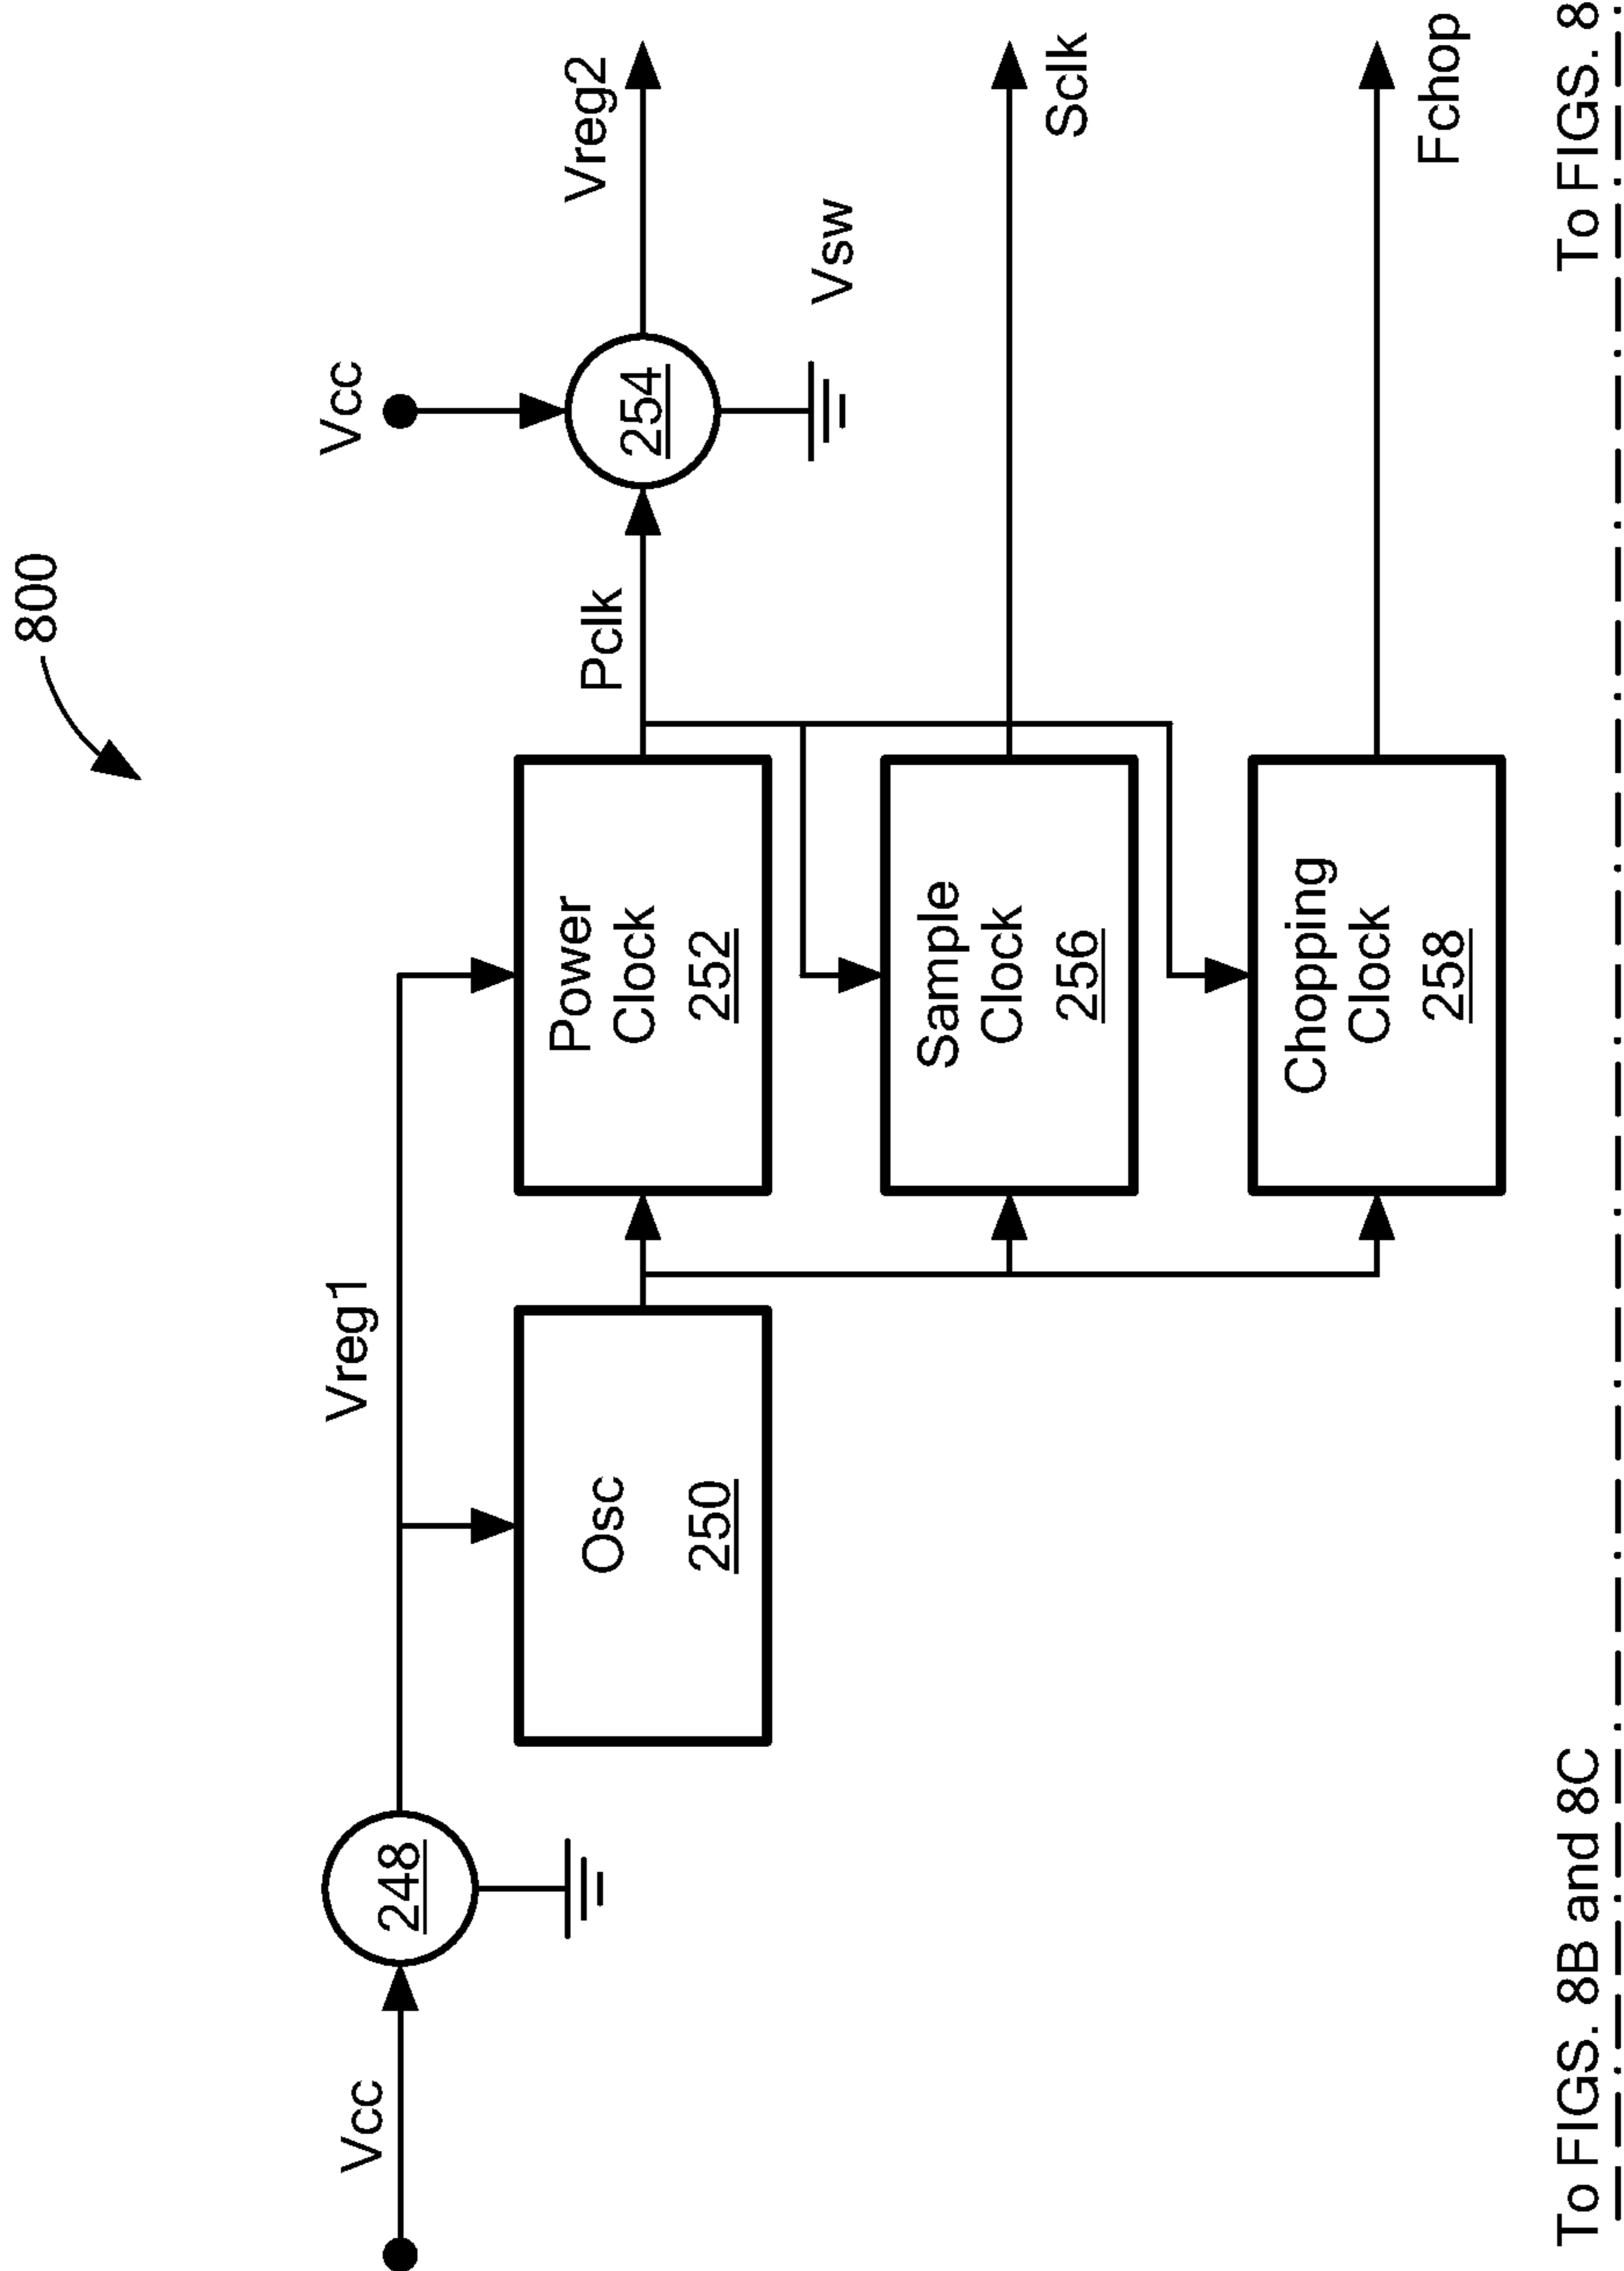 800
Vcc
248
Vreg1
Osc
250
Power
Clock
252
Pclk
Vcc
254
Vreg2
Vsw
Sample
Clock
256
Sclk
Chopping
Clock
258
Fchop
To FIGS. 8B and 8C
To FIGS. 8